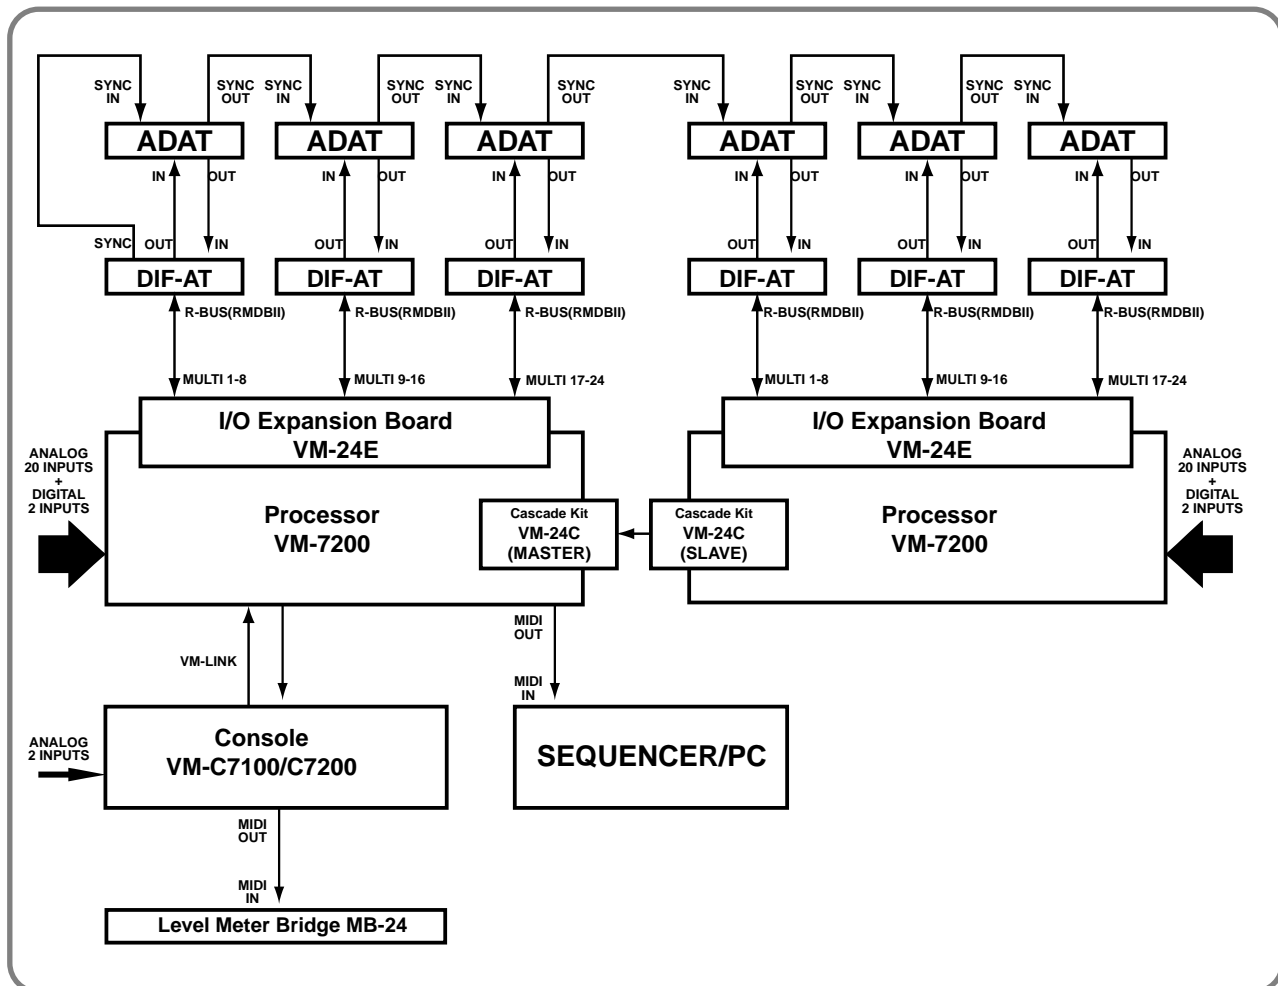 SYNC IN
SYNC OUT
SYNC IN
SYNC OUT
SYNC IN
SYNC OUT
SYNC IN
SYNC OUT
SYNC IN
SYNC OUT
SYNC IN
ADAT
ADAT
ADAT
ADAT
ADAT
ADAT
IN
OUT
IN
OUT
IN
OUT
IN
OUT
IN
OUT
IN
OUT
SYNC
OUT
IN
OUT
IN
OUT
IN
OUT
IN
OUT
IN
OUT
IN
DIF-AT
DIF-AT
DIF-AT
DIF-AT
DIF-AT
DIF-AT
R-BUS(RMDBII)
R-BUS(RMDBII)
R-BUS(RMDBII)
R-BUS(RMDBII)
R-BUS(RMDBII)
R-BUS(RMDBII)
MULTI 1-8
MULTI 9-16
MULTI 17-24
MULTI 1-8
MULTI 9-16
MULTI 17-24
I/O Expansion Board
VM-24E
I/O Expansion Board
VM-24E
ANALOG
20 INPUTS
+
DIGITAL
2 INPUTS
ANALOG
20 INPUTS
+
DIGITAL
2 INPUTS
Processor
VM-7200
Cascade Kit
VM-24C
(MASTER)
Cascade Kit
VM-24C
(SLAVE)
Processor
VM-7200
VM-LINK
MIDI
OUT
MIDI
IN
ANALOG
2 INPUTS
Console
VM-C7100/C7200
SEQUENCER/PC
MIDI
OUT
MIDI
IN
Level Meter Bridge MB-24